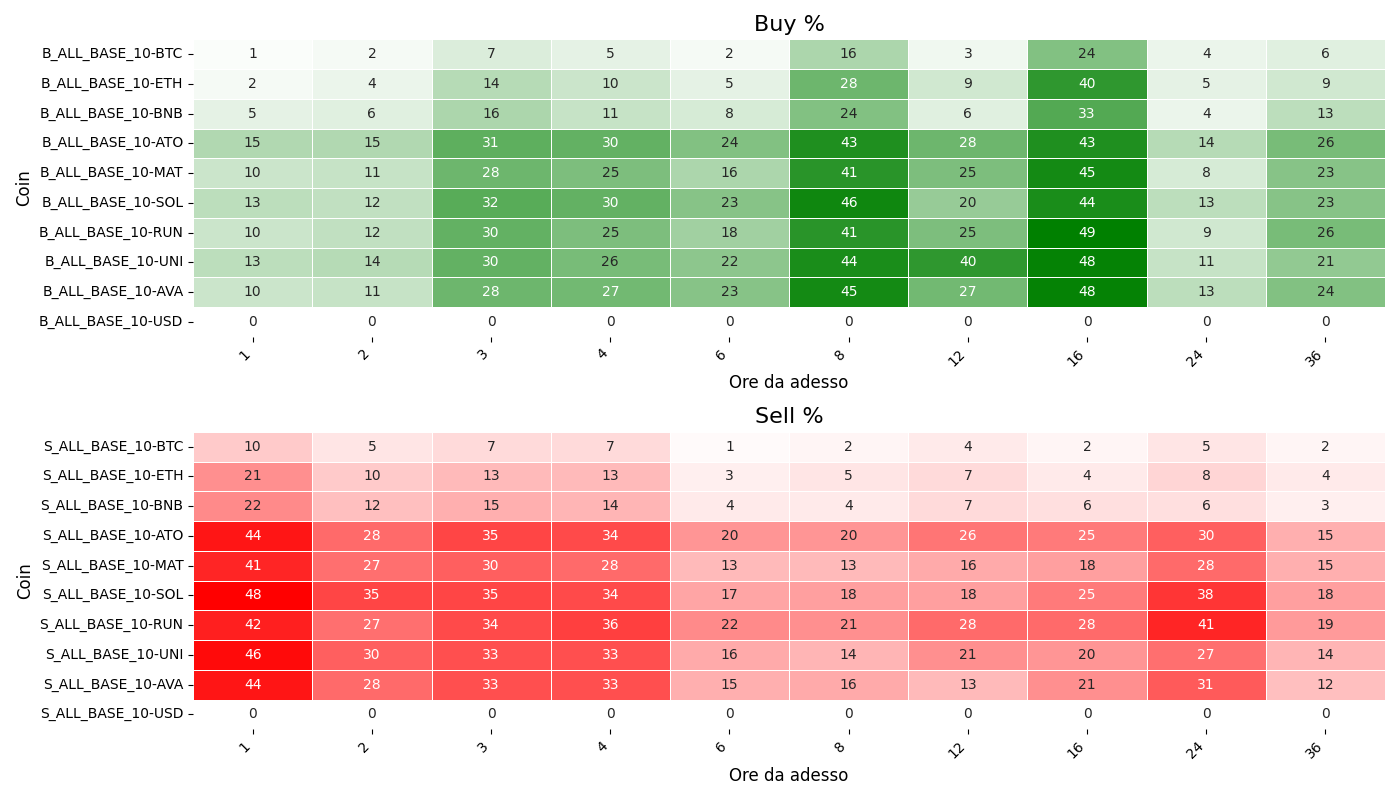 Buy %
Coin
B_ALL_BASE_10-BTC 1 2 7 5 2 16 3 24 4 6
B_ALL_BASE_10-ETH 2 4 14 10 5 28 9 40 5 9
B_ALL_BASE_10-BNB 5 6 16 11 8 24 6 33 4 13
B_ALL_BASE_10-ATO 15 15 31 30 24 43 28 43 14 26
B_ALL_BASE_10-MAT 10 11 28 25 16 41 25 45 8 23
B_ALL_BASE_10-SOL 13 12 32 30 23 46 20 44 13 23
B_ALL_BASE_10-RUN 10 12 30 25 18 41 25 49 9 26
B_ALL_BASE_10-UNI 13 14 30 26 22 44 40 48 11 21
B_ALL_BASE_10-AVA 10 11 28 27 23 45 27 48 13 24
B_ALL_BASE_10-USD 0 0 0 0 0 0 0 0 0 0
1 2 3 4 6 8 12 16 24 36
Ore da adesso
Sell %
Coin
S_ALL_BASE_10-BTC 10 5 7 7 1 2 4 2 5 2
S_ALL_BASE_10-ETH 21 10 13 13 3 5 7 4 8 4
S_ALL_BASE_10-BNB 22 12 15 14 4 4 7 6 6 3
S_ALL_BASE_10-ATO 44 28 35 34 20 20 26 25 30 15
S_ALL_BASE_10-MAT 41 27 30 28 13 13 16 18 28 15
S_ALL_BASE_10-SOL 48 35 35 34 17 18 18 25 38 18
S_ALL_BASE_10-RUN 42 27 34 36 22 21 28 28 41 19
S_ALL_BASE_10-UNI 46 30 33 33 16 14 21 20 27 14
S_ALL_BASE_10-AVA 44 28 33 33 15 16 13 21 31 12
S_ALL_BASE_10-USD 0 0 0 0 0 0 0 0 0 0
1 2 3 4 6 8 12 16 24 36
Ore da adesso